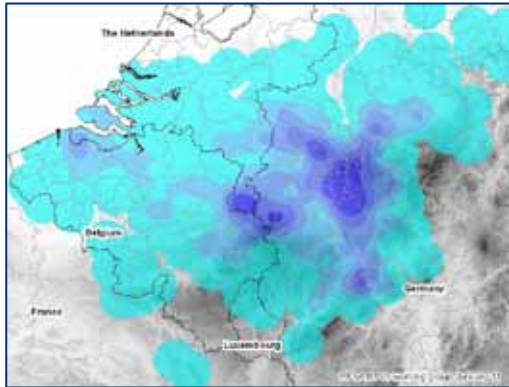 The Netherlands
Belgium
Germany
France
Luxembourg